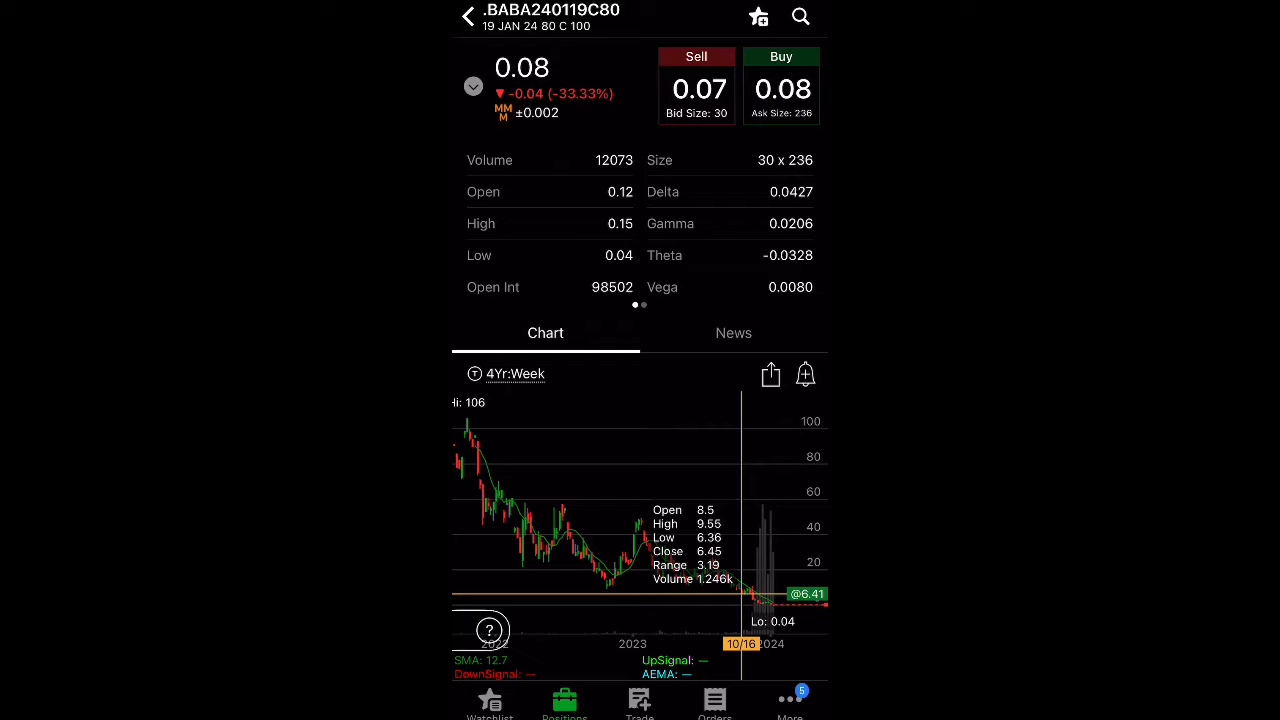 .BABA240119C80
19 JAN 24 80 C 100
0.08
-0.04 (-33.33%)
MM
M
±0.002
Sell
0.07
Bid Size: 30
Buy
0.08
Ask Size: 236
Volume 12073 Size 30 x 236
Open 0.12 Delta 0.0427
High 0.15 Gamma 0.0206
Low 0.04 Theta -0.0328
Open Int 98502 Vega 0.0080
Chart News
T 4Yr:Week
Hi: 106
100
80
60
40
20
Open 8.5
High 9.55
Low 6.36
Close 6.45
Range 3.19
Volume 1.246k
@6.41
Lo: 0.04
?
2022 2023 10/16 2024
SMA: 12.7 UpSignal: —
DownSignal: — AEMA: —
5
Watchlist Positions Trade Orders More